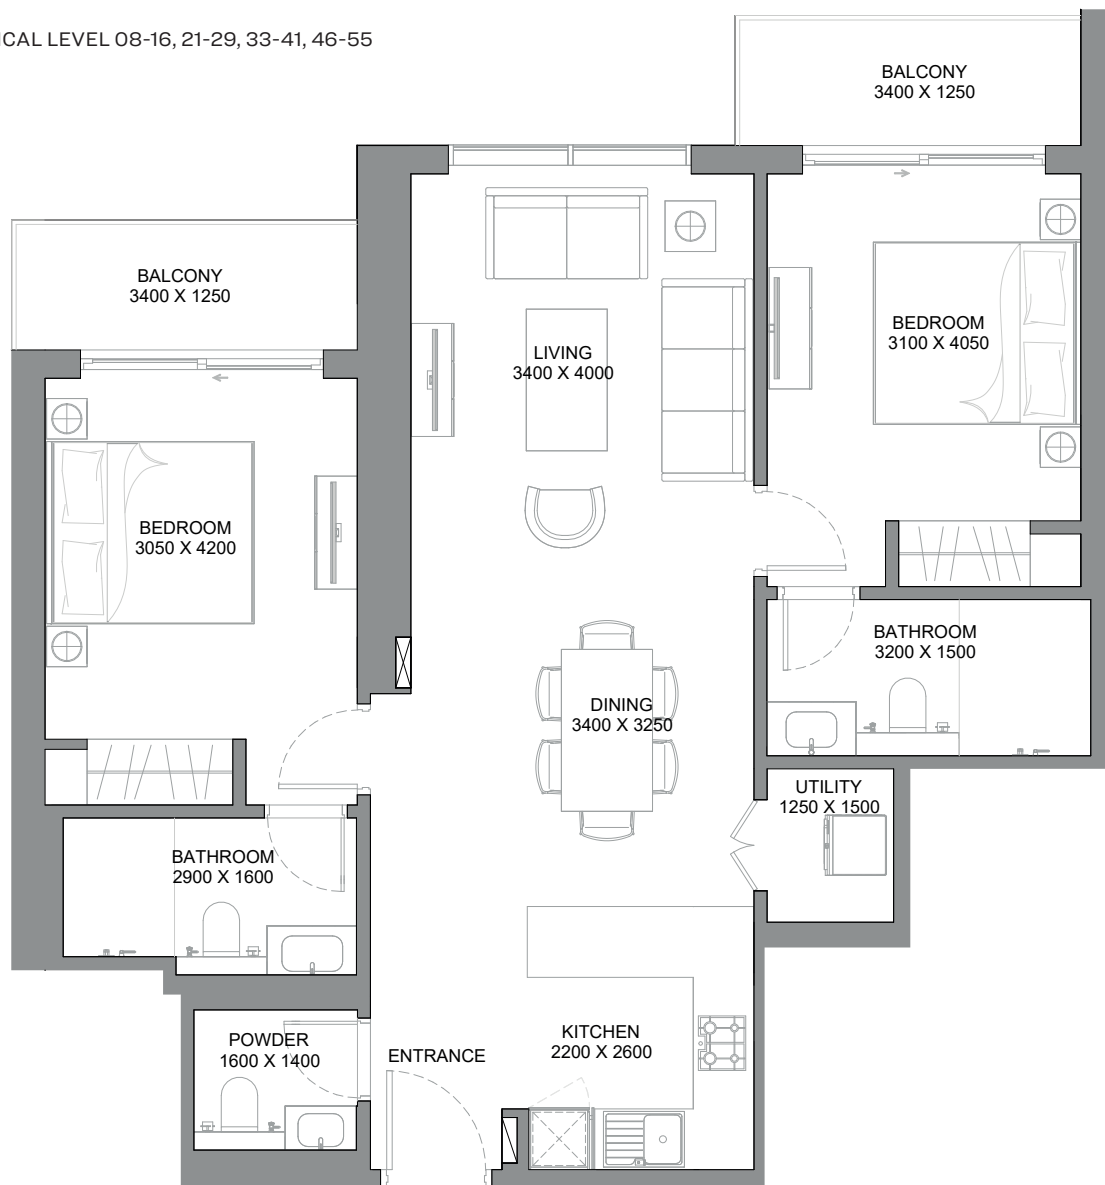 ICAL LEVEL 08-16, 21-29, 33-41, 46-55
BALCONY
3400 X 1250
BALCONY
3400 X 1250
BEDROOM
3100 X 4050
LIVING
3400 X 4000
BEDROOM
3050 X 4200
BATHROOM
3200 X 1500
DINING
3400 X 3250
UTILITY
1250 X 1500
BATHROOM
2900 X 1600
POWDER
1600 X 1400
ENTRANCE
KITCHEN
2200 X 2600